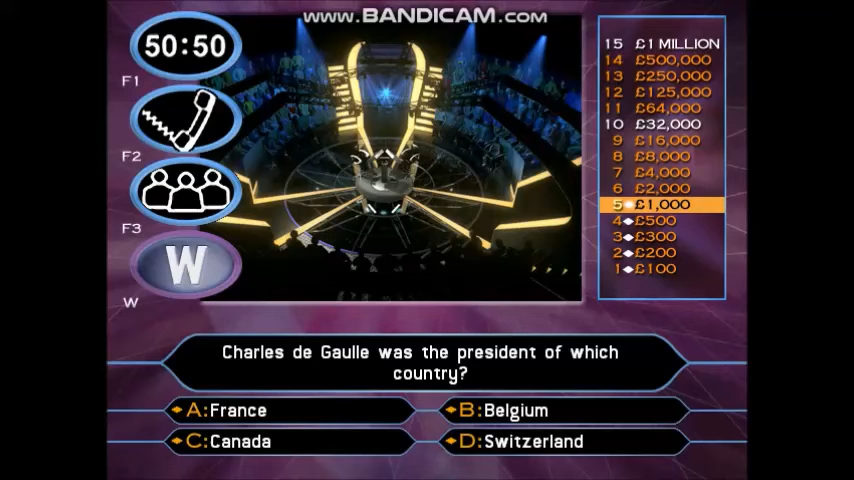 www.BANDICAM.com
50:50
F1
F2
F3
W
W
15 £1 MILLION
14 £500,000
13 £250,000
12 £125,000
11 £64,000
10 £32,000
9 £16,000
8 £8,000
7 £4,000
6 £2,000
5 £1,000
4 £500
3 £300
2 £200
1 £100
Charles de Gaulle was the president of which
country?
A:France
B:Belgium
C:Canada
D:Switzerland